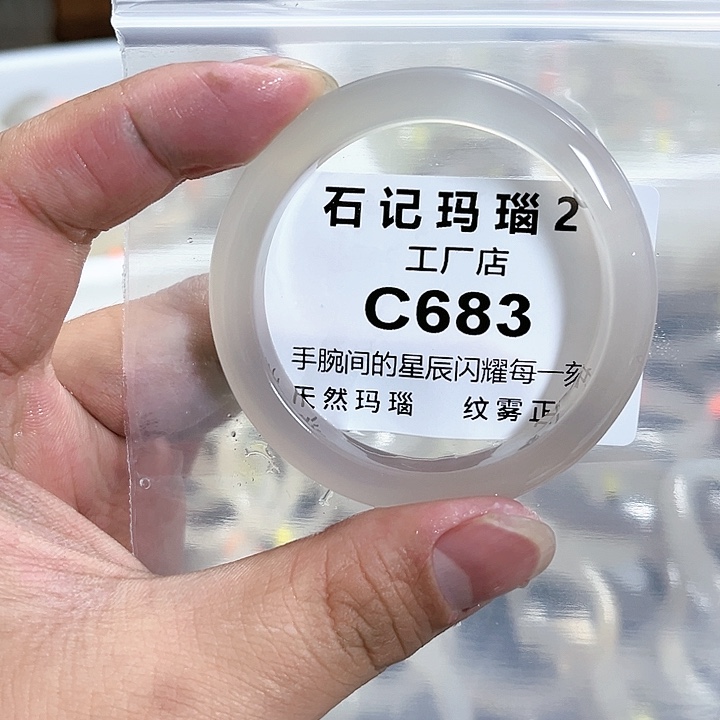 石记玛瑙2
工厂店
C683
手腕间的星辰闪耀每一刻
天然玛瑙 纹雾正